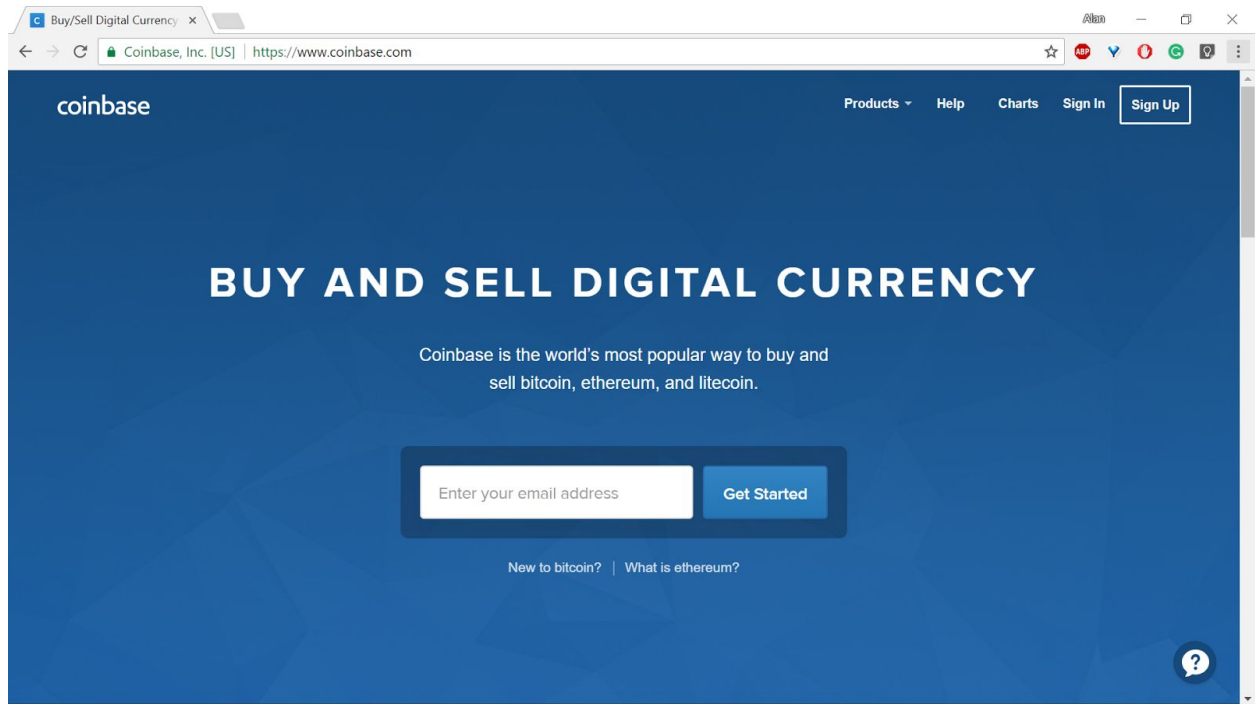 C Buy/Sell Digital Currency
Alan
Coinbase, Inc. [US] | https://www.coinbase.com
ABP
coinbase
Products Help Charts Sign In Sign Up
BUY AND SELL DIGITAL CURRENCY
Coinbase is the world's most popular way to buy and
sell bitcoin, ethereum, and litecoin.
Enter your email address Get Started
New to bitcoin? | What is ethereum?
?